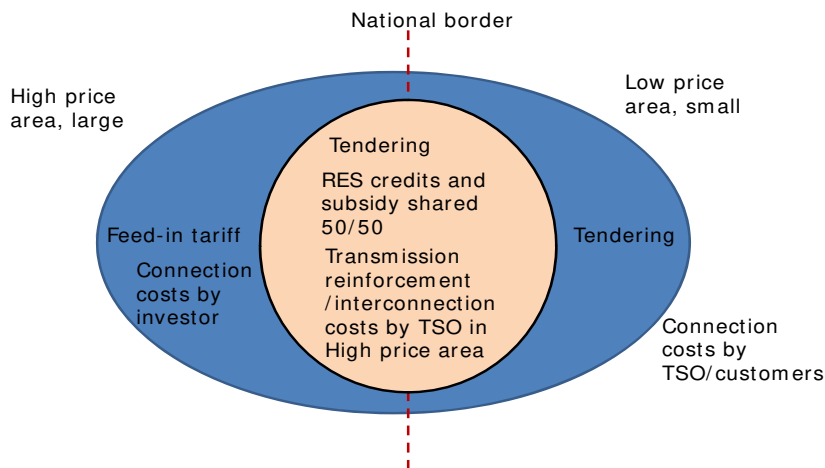 National border
High price
area, large
Low price
area, small
Tendering
RES credits and
subsidy shared
50/50
Transmission
reinforcement
/interconnection
costs by TSO in
High price area
Feed-in tariff
Connection
costs by
investor
Tendering
Connection
costs by
TSO/customers